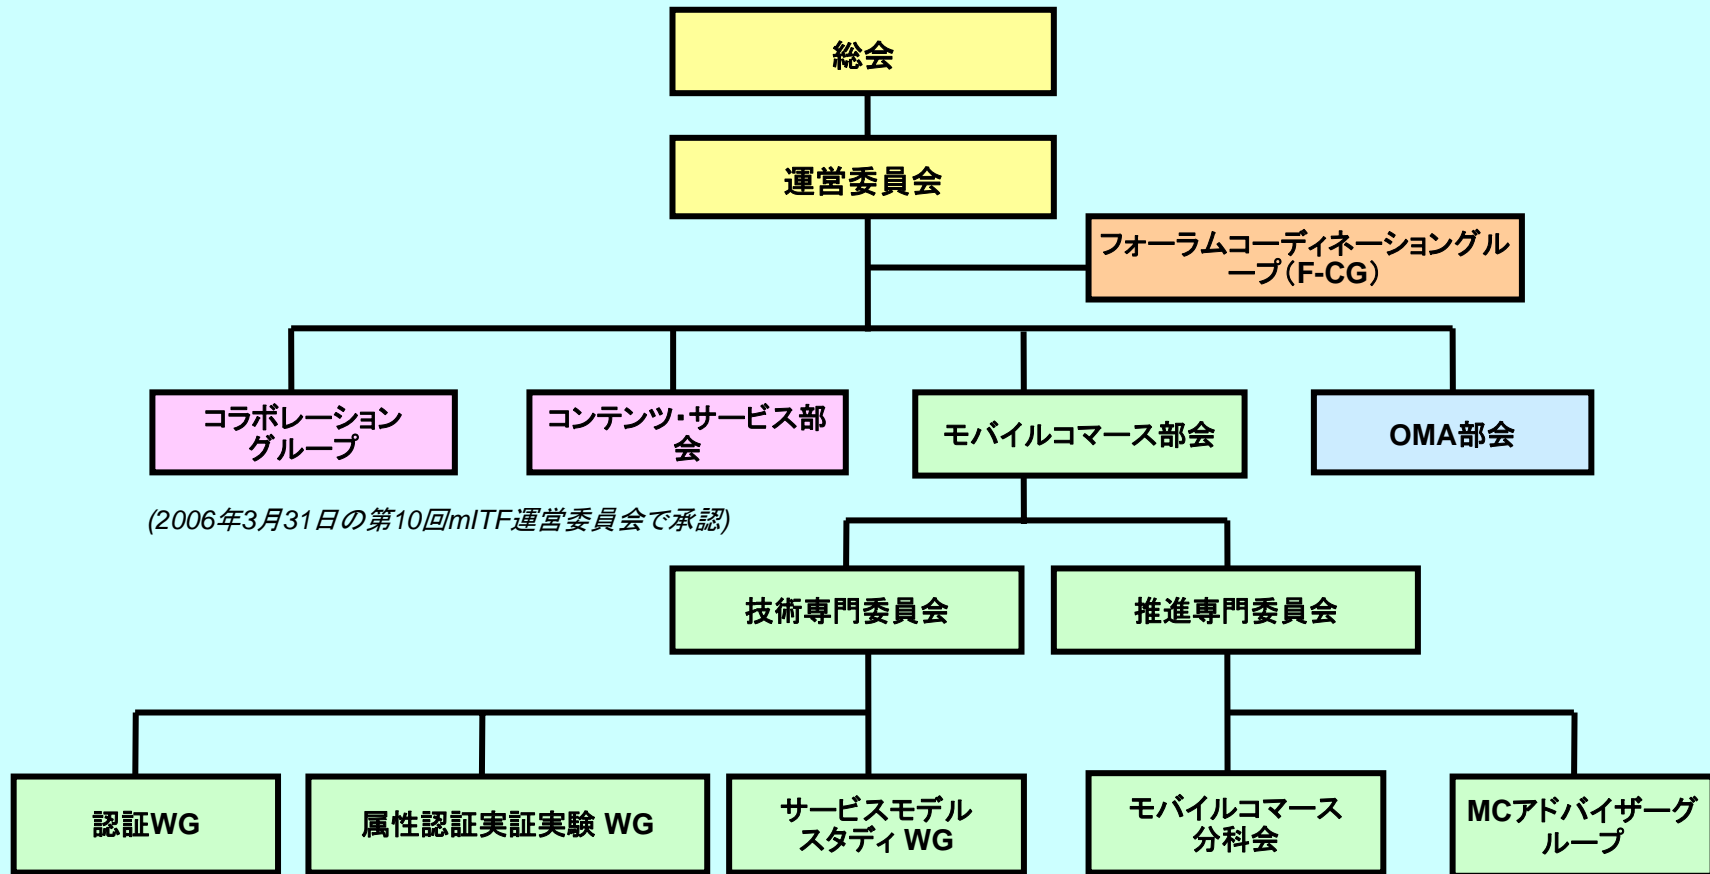 総会
運営委員会
フォーラムコーディネーショングル
ープ（F-CG）
コラボレーション
グループ
コンテンツ・サービス部
会
モバイルコマース部会
OMA部会
(2006年3月31日の第10回mITF運営委員会で承認)
技術専門委員会
推進専門委員会
認証WG
属性認証実証実験 WG
サービスモデル
スタディ WG
モバイルコマース
分科会
MCアドバイザーグ
ループ